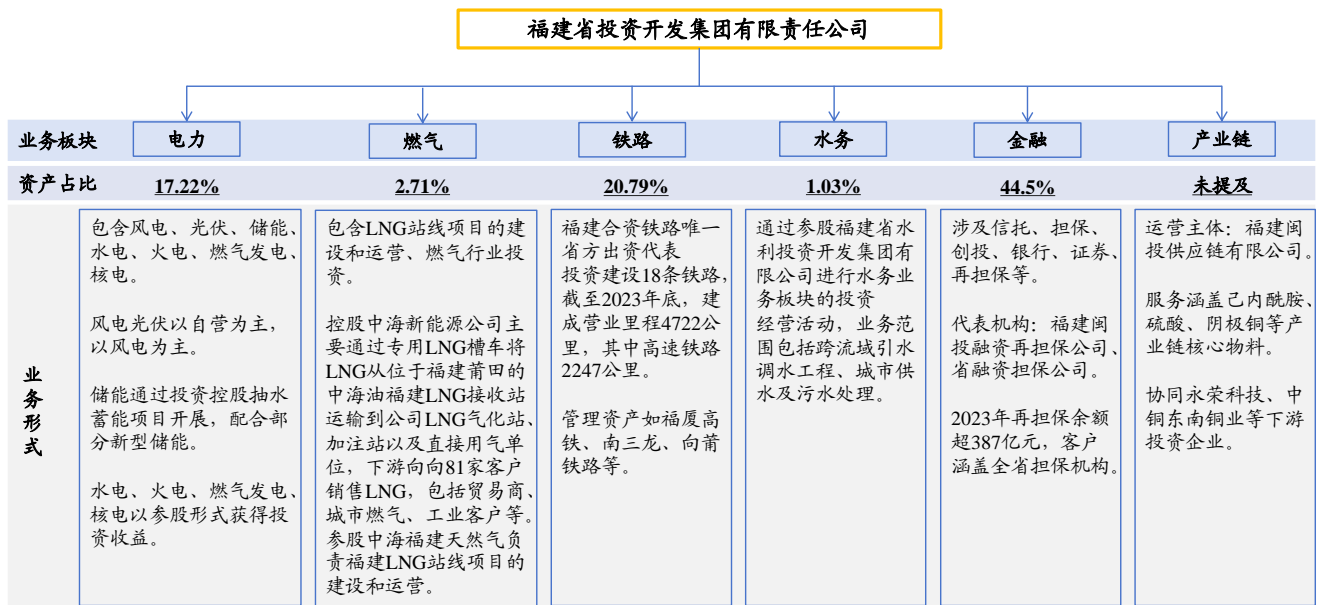 福建省投资开发集团有限责任公司
业务板块
电力
燃气
铁路
水务
金融
产业链
资产占比
17.22%
2.71%
20.79%
1.03%
44.5%
未提及
业务形式
包含风电、光伏、储能、
水电、火电、燃气发电、
核电。
风电光伏以自营为主，
以风电为主。
储能通过投资控股抽水
蓄能项目开展，配合部
分新型储能。
水电、火电、燃气发电、
核电以参股形式获得投
资收益。
包含LNG站线项目的建
设和运营、燃气行业投
资。
控股中海新能源公司主
要通过专用LNG槽车将
LNG从位于福建莆田的
中海油福建LNG接收站
运输到公司LNG气化站、
加注站以及直接用气单
位，下游向向81家客户
销售LNG，包括贸易商、
城市燃气、工业客户等。
参股中海福建天然气负
责福建LNG站线项目的
建设和运营。
福建合资铁路唯一
省方出资代表
投资建设18条铁路，
截至2023年底，建
成营业里程4722公
里，其中高速铁路
2247公里。
管理资产如福厦高
铁、南三龙、向莆
铁路等。
通过参股福建省水
利投资开发集团有
限公司进行水务业
务板块的投资
经营活动，业务范
围包括跨流域引水
调水工程、城市供
水及污水处理。
涉及信托、担保、
创投、银行、证券、
再担保等。
代表机构：福建闽
投融资再担保公司、
省融资担保公司。
2023年再担保余额
超387亿元，客户
涵盖全省担保机构。
运营主体：福建闽
投供应链有限公司。
服务涵盖己内酰胺、
硫酸、阴极铜等产
业链核心物料。
协同永荣科技、中
铜东南铜业等下游
投资企业。